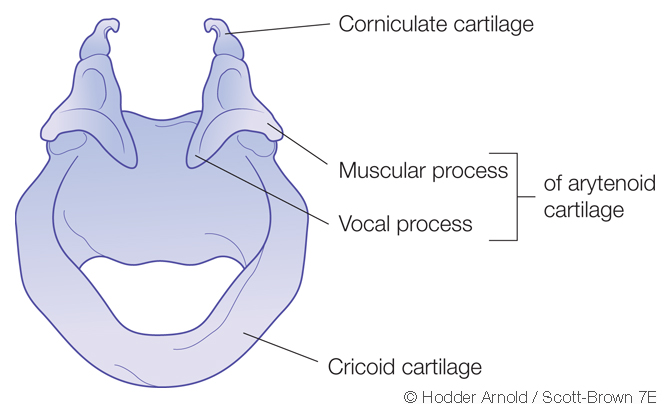 Corniculate cartilage
Muscular process
of arytenoid
cartilage
Vocal process
Cricoid cartilage
© Hodder Arnold / Scott-Brown 7E